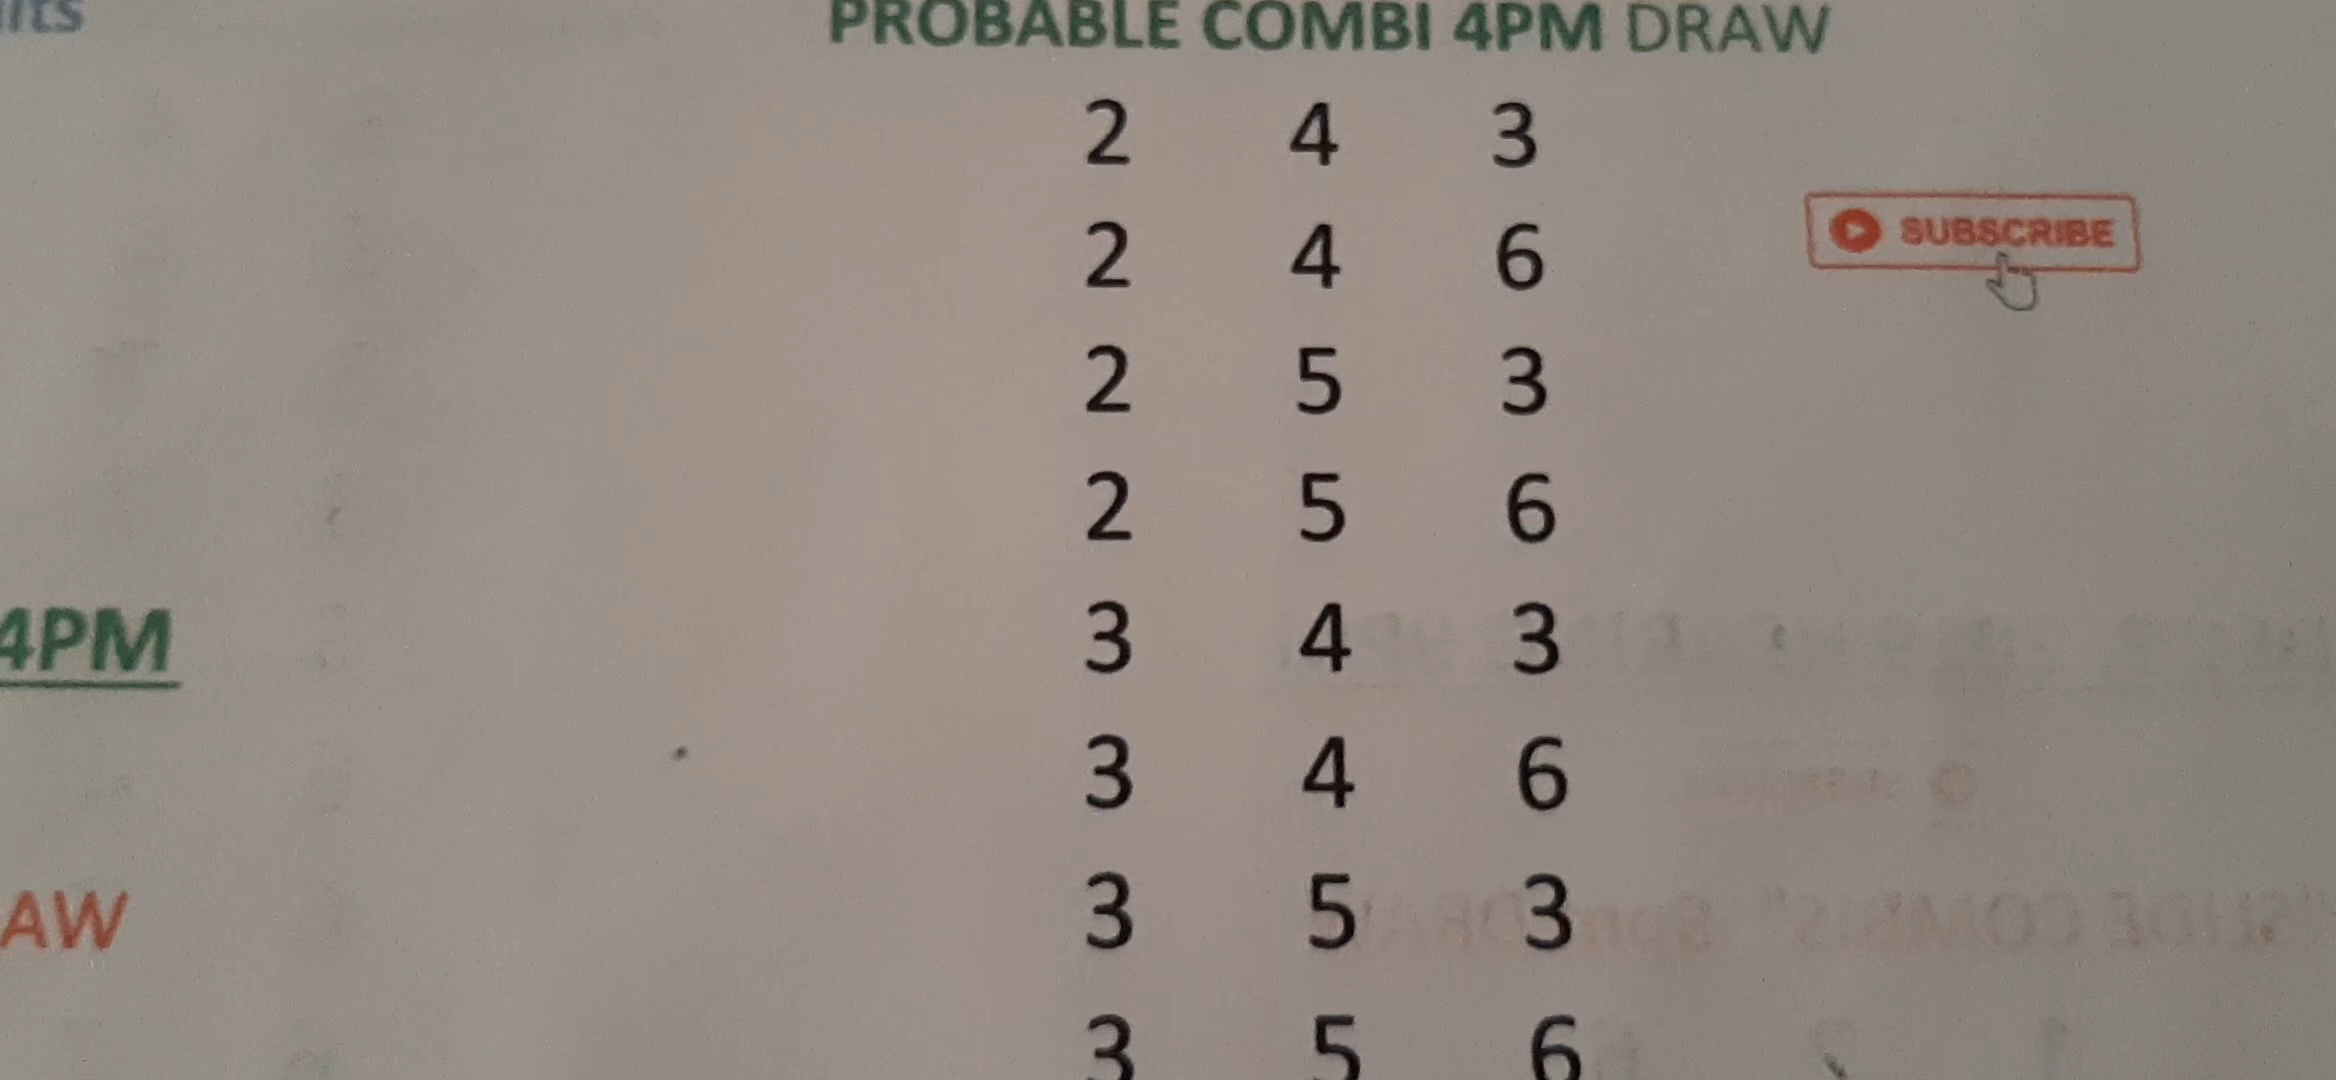 PROBABLE COMBI 4PM DRAW
2 4 3
2 4 6
SUBSCRIBE
2 5 3
2 5 6
4PM
3 4 3
3 4 6
AW
3 5 3
3 5 6